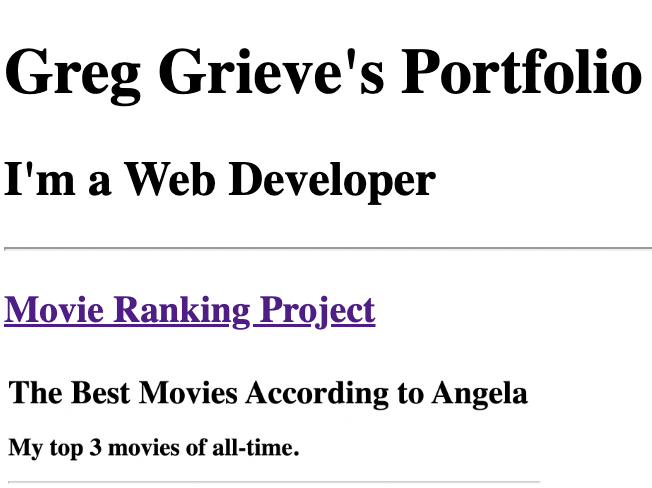 Greg Grieve's Portfolio
I'm a Web Developer
Movie Ranking Project
The Best Movies According to Angela
My top 3 movies of all-time.